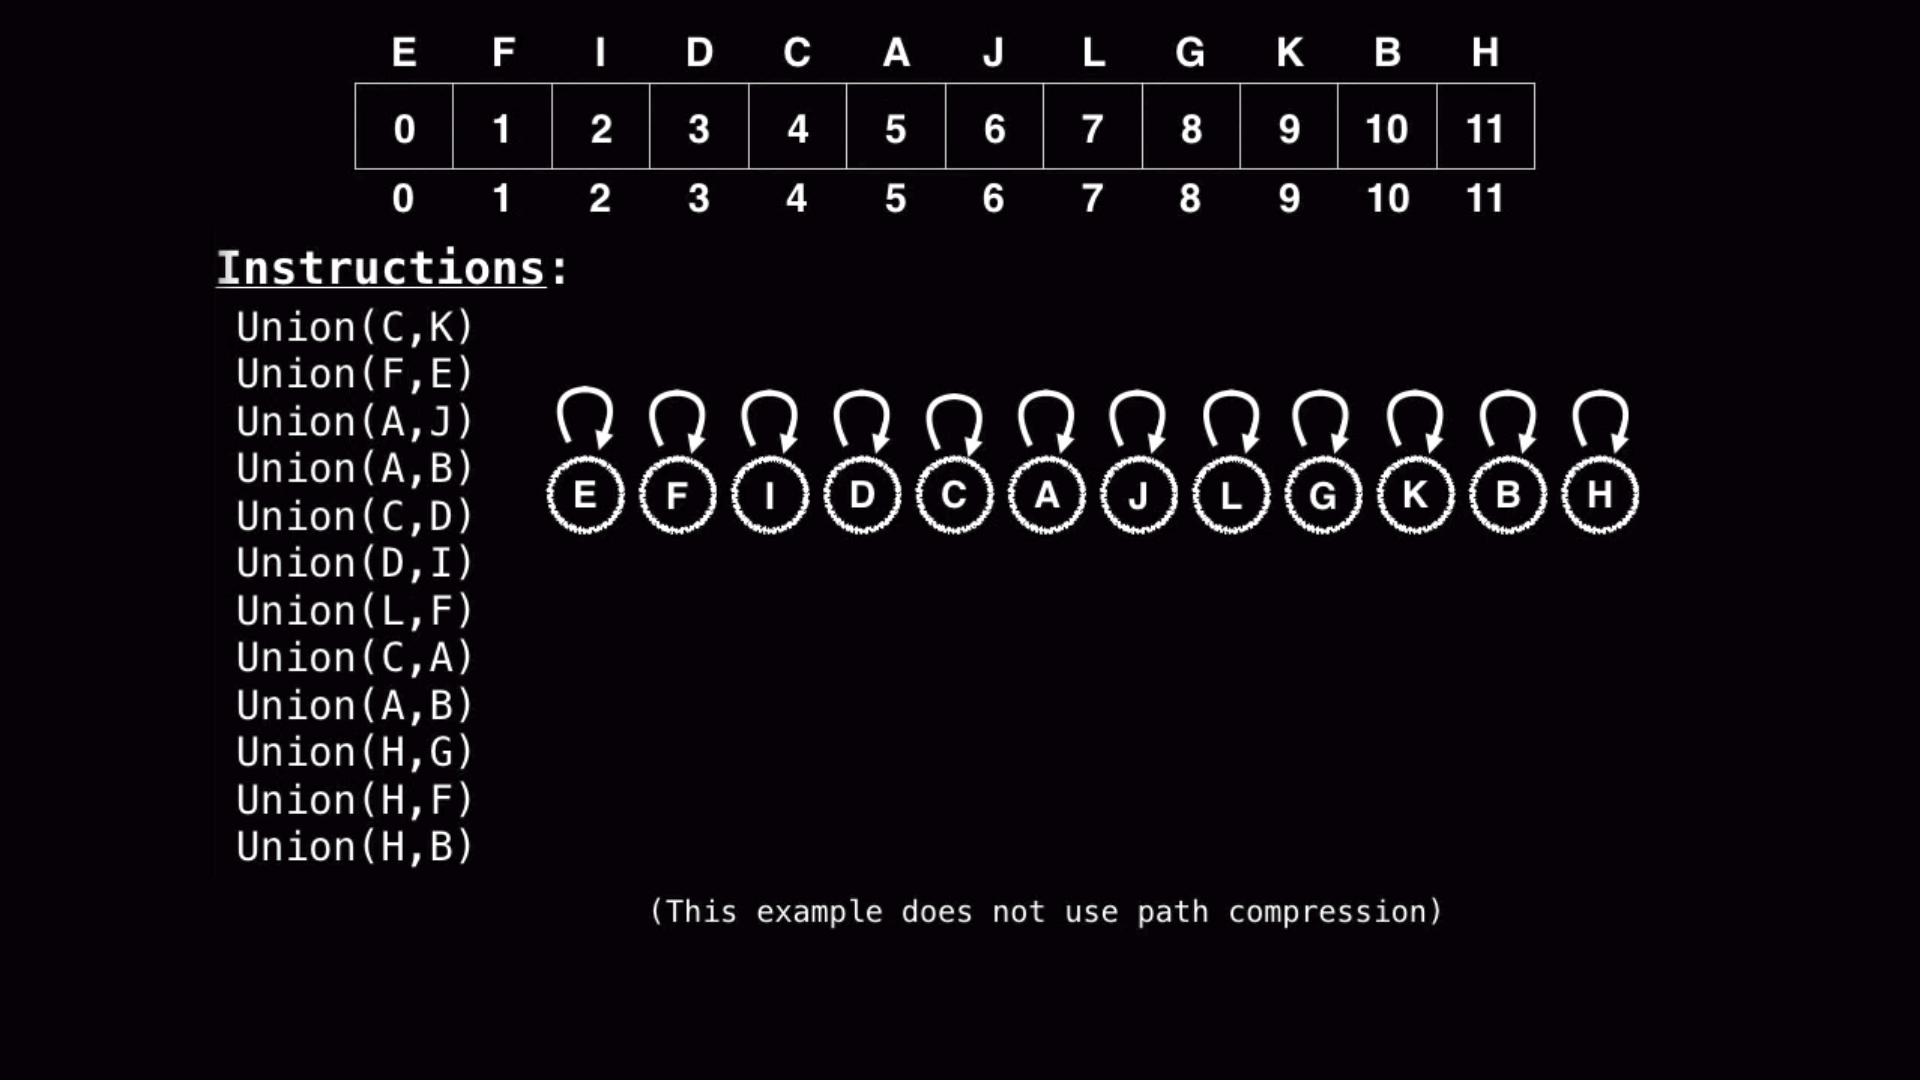 E F I D C A J L G K B H
0 1 2 3 4 5 6 7 8 9 10 11
0 1 2 3 4 5 6 7 8 9 10 11
Instructions:
Union(C,K)
Union(F,E)
Union(A,J)
Union(A,B)
Union(C,D)
Union(D,I)
Union(L,F)
Union(C,A)
Union(A,B)
Union(H,G)
Union(H,F)
Union(H,B)
E F I D C A J L G K B H
(This example does not use path compression)